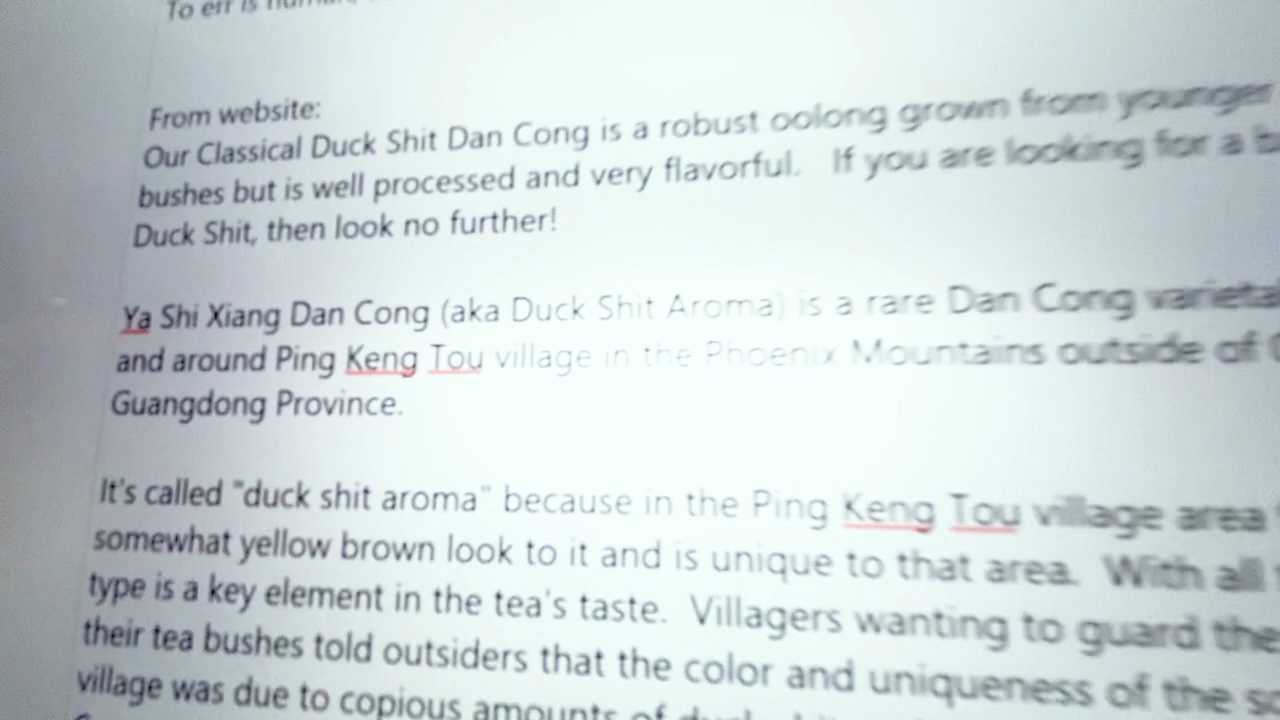 To err is human,
From website:
Our Classical Duck Shit Dan Cong is a robust oolong grown from younger
bushes but is well processed and very flavorful. If you are looking for a
Duck Shit, then look no further!
Ya Shi Xiang Dan Cong (aka Duck Shit Aroma) is a rare Dan Cong
and around Ping Keng Tou village in the Phoenix Mountains outside of
Guangdong Province.
It's called "duck shit aroma" because in the Ping Keng Tou village area
somewhat yellow brown look to it and is unique to that area. With all
type is a key element in the tea's taste. Villagers wanting to guard
their tea bushes told outsiders that the color and uniqueness of the
village was due to copious amounts of